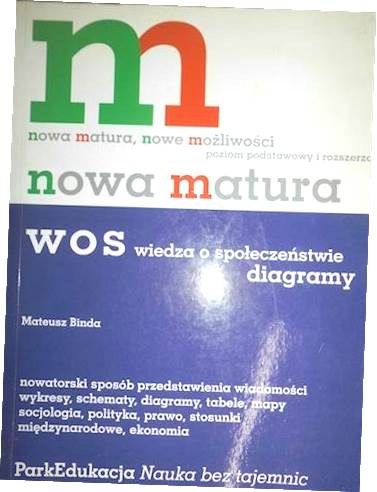 m
nowa matura, nowe możliwości
poziom podstawowy i rozszerzo
nowa matura
WOS wiedza o społeczeństwie
diagramy
Mateusz Binda
nowatorski sposób przedstawienia wiadomości
wykresy, schematy, diagramy, tabele, mapy
socjologia, polityka, prawo, stosunki
międzynarodowe, ekonomia
ParkEdukacja Nauka bez tajemnic